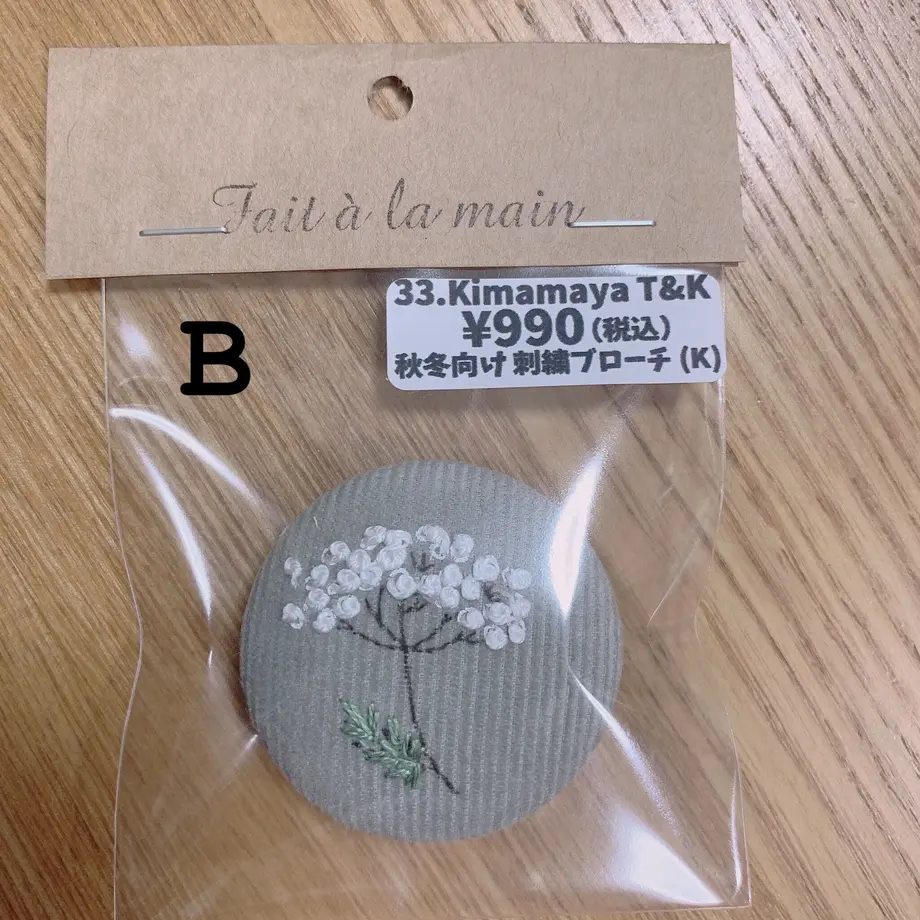 Fait à la main
33.Kimamaya T&K
¥990(税込)
秋冬向け 刺繍ブローチ (K)
B